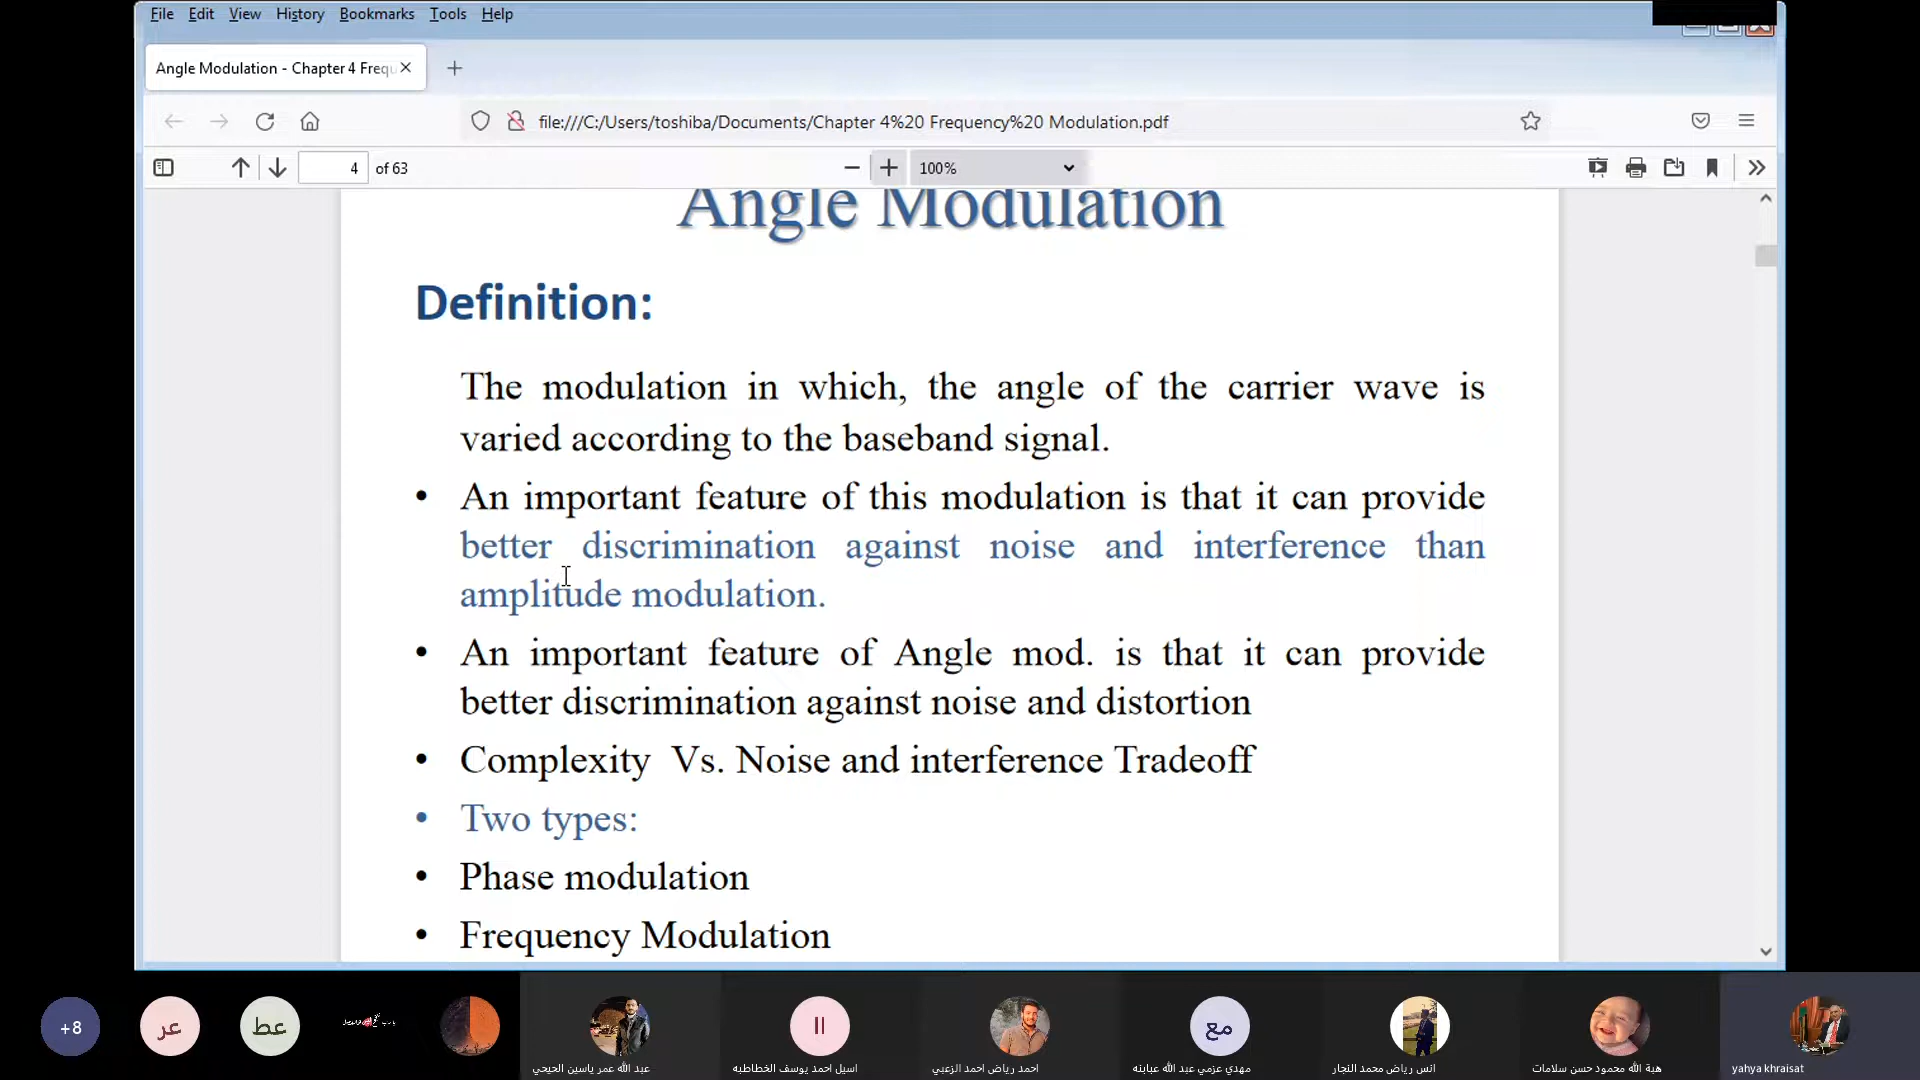 File Edit View History Bookmarks Tools Help
Angle Modulation - Chapter 4 Frequ
file:///C:/Users/toshiba/Documents/Chapter 4%20 Frequency%20 Modulation.pdf
4 of 63
100%
Angle Modulation
Definition:
The modulation in which, the angle of the carrier wave is
varied according to the baseband signal.
• An important feature of this modulation is that it can provide
better discrimination against noise and interference than
amplitude modulation.
• An important feature of Angle mod. is that it can provide
better discrimination against noise and distortion
• Complexity Vs. Noise and interference Tradeoff
• Two types:
• Phase modulation
• Frequency Modulation
+8
عر
عط
اا
مع
عبد الله عمر ياسين الحيحي
اسيل احمد يوسف الخطاطبه
احمد رياض احمد الزعبي
مهدي عزمي عبد الله عبابنه
انس رياض محمد النجار
هبة الله محمود حسن سلامات
yahya khraisat